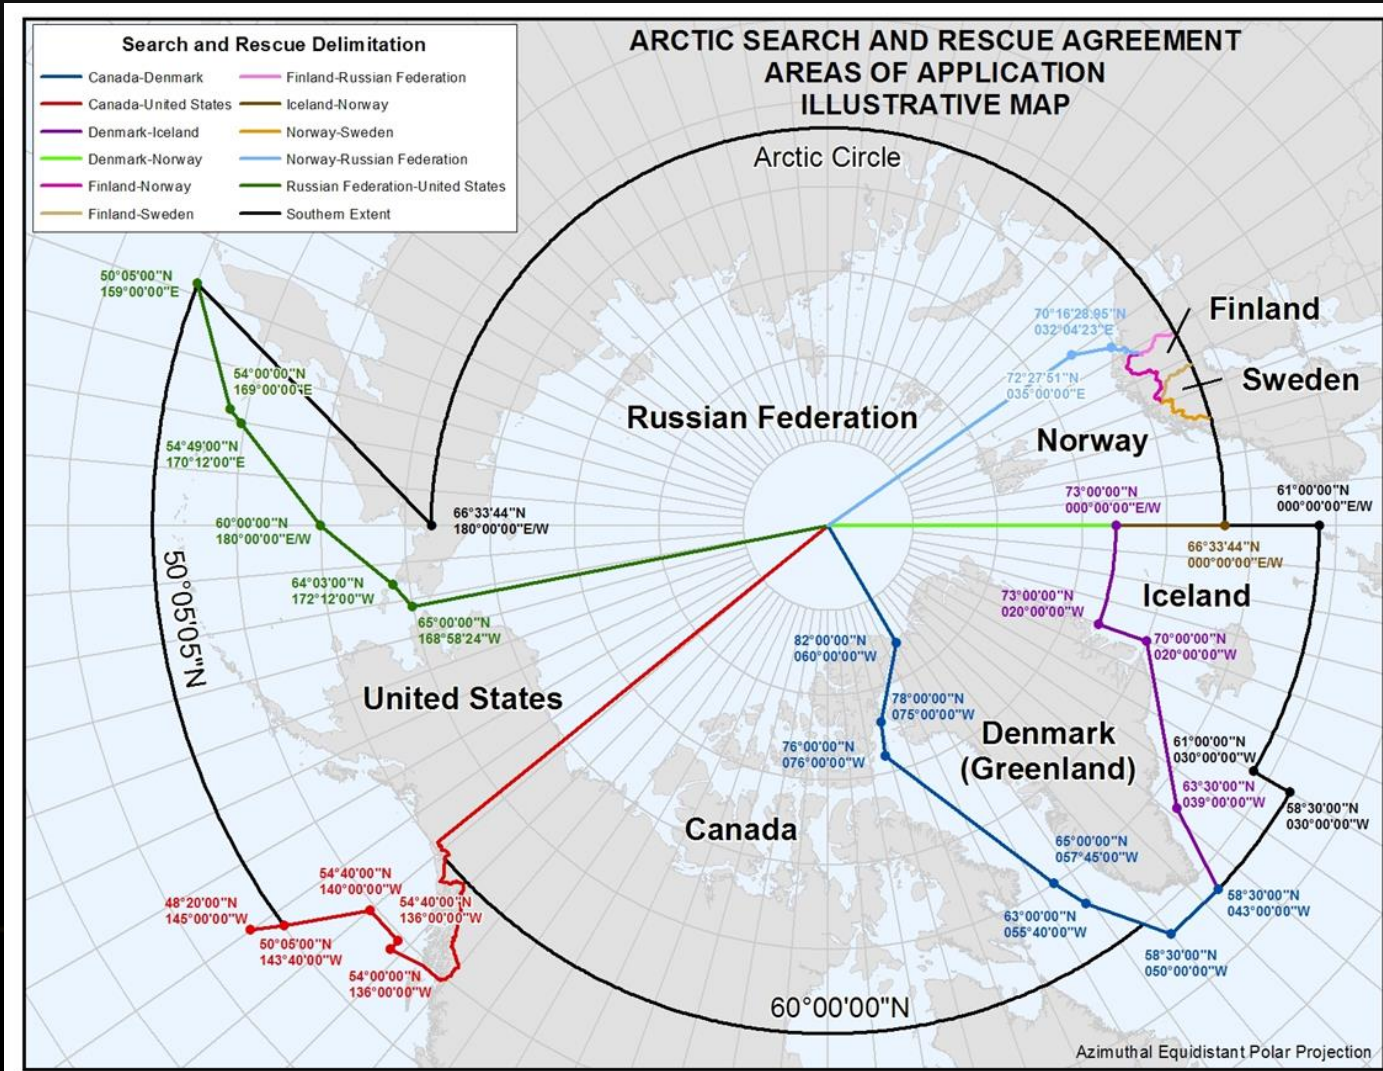 ARCTIC SEARCH AND RESCUE AGREEMENT
AREAS OF APPLICATION
ILLUSTRATIVE MAP
Search and Rescue Delimitation
Canada-Denmark
Canada-United States
Denmark-Iceland
Denmark-Norway
Finland-Norway
Finland-Sweden
Finland-Russian Federation
Iceland-Norway
Norway-Sweden
Norway-Russian Federation
Russian Federation-United States
Southern Extent
Arctic Circle
50°05'00"N
159°00'00"E
54°00'00"N
169°00'00"E
54°49'00"N
170°12'00"E
60°00'00"N
180°00'00"E/W
64°03'00"N
172°12'00"W
65°00'00"N
168°58'24"W
66°33'44"N
180°00'00"E/W
50°05'05"N
Russian Federation
70°16'28.95"N
032°04'23"E
72°27'51"N
035°00'00"E
Finland
Sweden
Norway
73°00'00"N
000°00'00"E/W
61°00'00"N
000°00'00"E/W
66°33'44"N
000°00'00"E/W
Iceland
73°00'00"N
020°00'00"W
70°00'00"N
020°00'00"W
82°00'00"N
060°00'00"W
78°00'00"N
075°00'00"W
76°00'00"N
076°00'00"W
United States
Denmark
(Greenland)
61°00'00"N
030°00'00"W
63°30'00"N
039°00'00"W
58°30'00"N
030°00'00"W
Canada
65°00'00"N
057°45'00"W
63°00'00"N
055°40'00"W
58°30'00"N
043°00'00"W
58°30'00"N
050°00'00"W
54°40'00"N
140°00'00"W
54°40'00"N
136°00'00"W
48°20'00"N
145°00'00"W
50°05'00"N
143°40'00"W
54°00'00"N
136°00'00"W
60°00'00"N
Azimuthal Equidistant Polar Projection